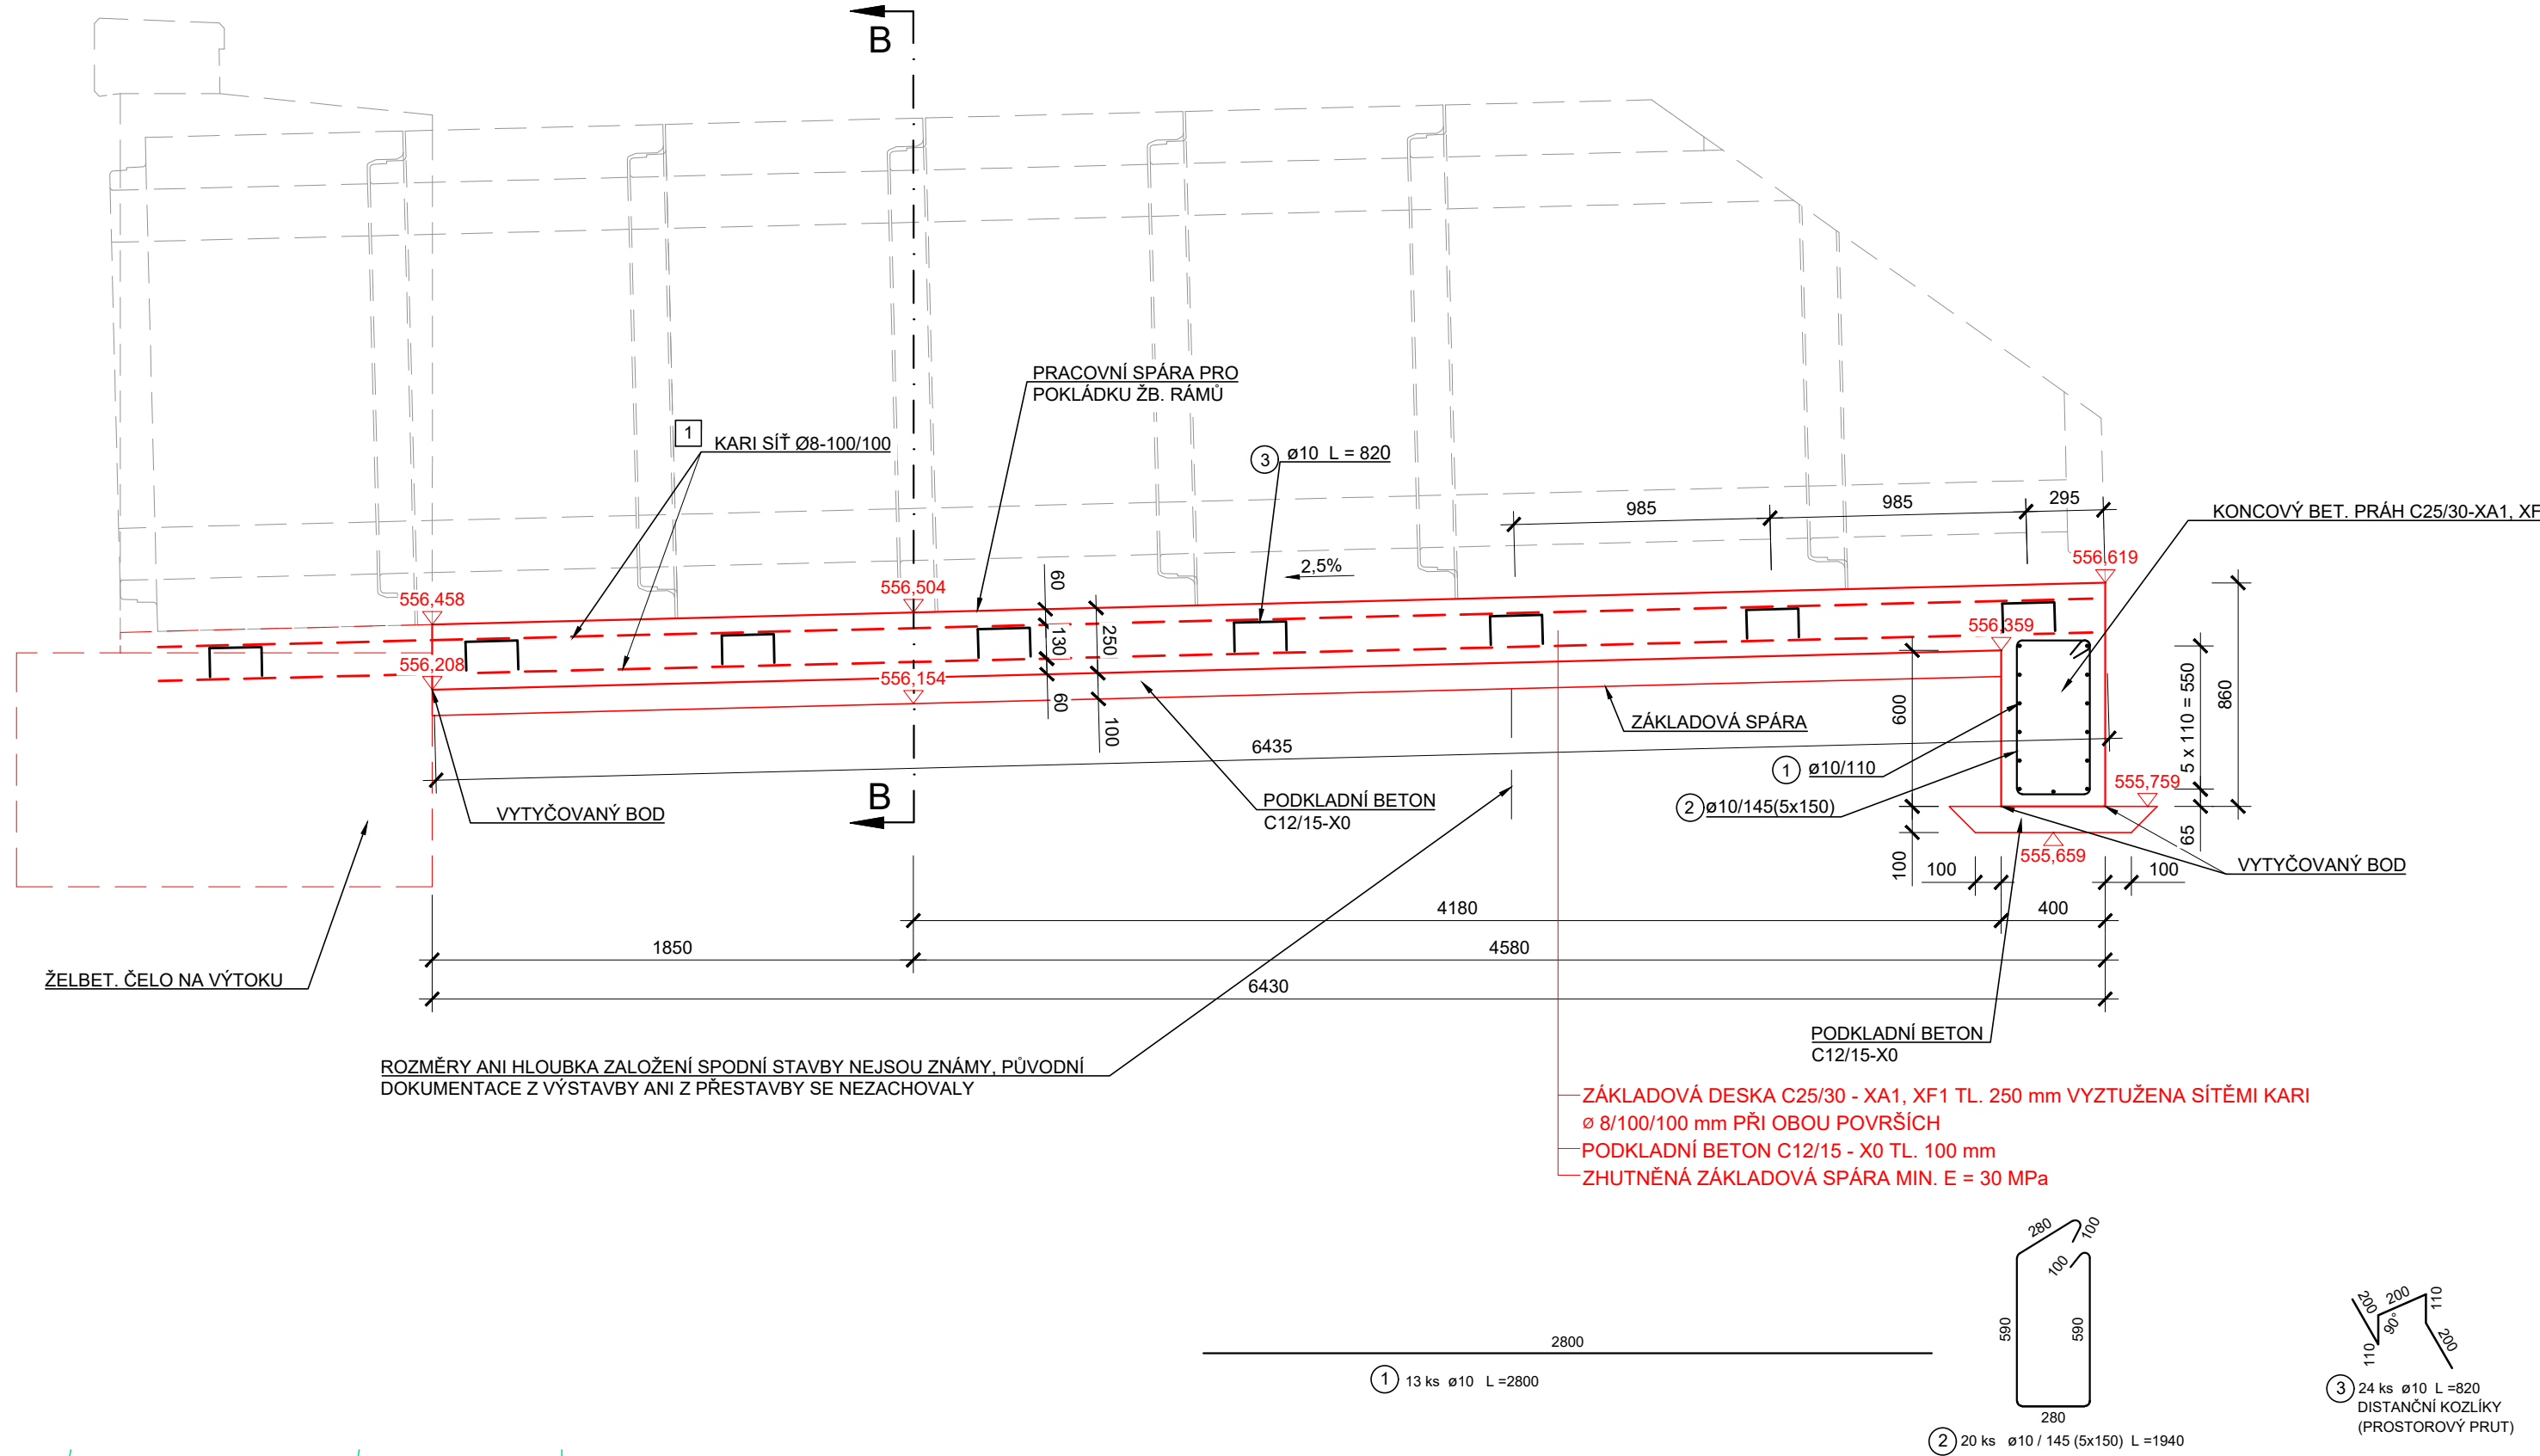 B
PRACOVNÍ SPÁRA PRO
POKLÁDKU ŽB. RÁMŮ
1
KARI SÍŤ Ø8-100/100
3
ø10 L = 820
985
985
295
KONCOVÝ BET. PRÁH C25/30-XA1, XF
2,5%
556,619
556,458
556,504
60
130
250
60
100
556,359
556,208
556,154
600
5 x 110 = 550
860
ZÁKLADOVÁ SPÁRA
6435
1
ø10/110
2
ø10/145(5x150)
555,759
B
VYTYČOVANÝ BOD
PODKLADNÍ BETON
C12/15-X0
65
555,659
100
100
100
VYTYČOVANÝ BOD
4180
400
1850
4580
ŽELBET. ČELO NA VÝTOKU
6430
PODKLADNÍ BETON
C12/15-X0
ROZMĚRY ANI HLOUBKA ZALOŽENÍ SPODNÍ STAVBY NEJSOU ZNÁMY, PŮVODNÍ
DOKUMENTACE Z VÝSTAVBY ANI Z PŘESTAVBY SE NEZACHOVALY
ZÁKLADOVÁ DESKA C25/30 - XA1, XF1 TL. 250 mm VYZTUŽENA SÍTĚMI KARI
ø 8/100/100 mm PŘI OBOU POVRŠÍCH
PODKLADNÍ BETON C12/15 - X0 TL. 100 mm
ZHUTNĚNÁ ZÁKLADOVÁ SPÁRA MIN. E = 30 MPa
2800
1
13 ks ø10 L =2800
280
100
100
590
590
280
2
20 ks ø10 / 145 (5x150) L =1940
200
200
110
90°
110
200
3
24 ks ø10 L =820
DISTANČNÍ KOZLÍKY
(PROSTOROVÝ PRUT)